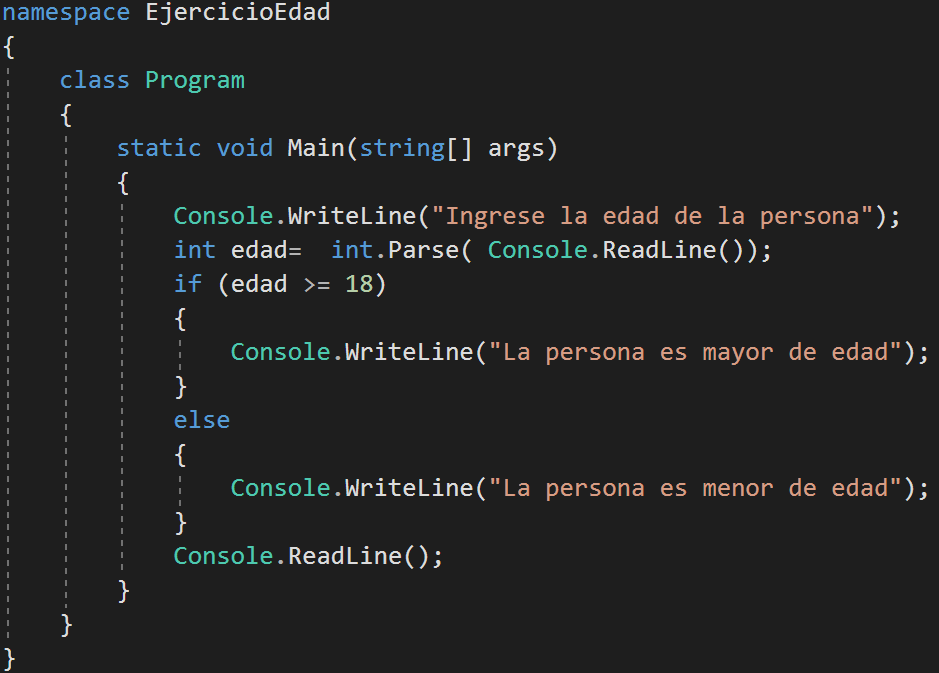 namespace EjercicioEdad
{
    class Program
    {
        static void Main(string[] args)
        {
            Console.WriteLine("Ingrese la edad de la persona");
            int edad=  int.Parse( Console.ReadLine());
            if (edad >= 18)
            {
                Console.WriteLine("La persona es mayor de edad");
            }
            else
            {
                Console.WriteLine("La persona es menor de edad");
            }
            Console.ReadLine();
        }
    }
}